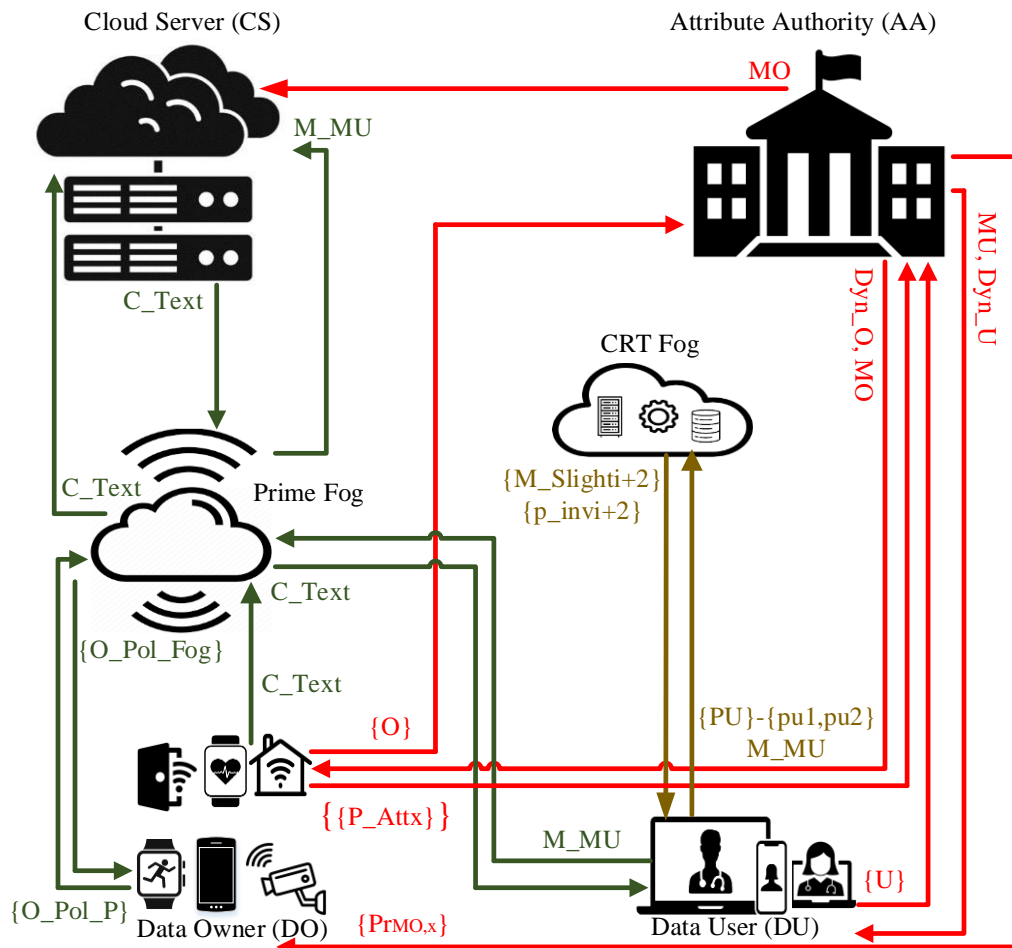 Cloud Server (CS)
Attribute Authority (AA)
MO
M_MU
MU, Dyn_U
C_Text
Dyn_O, MO
CRT Fog
C_Text
Prime Fog
{M_Slighti+2}
{p_invi+2}
C_Text
{O_Pol_Fog}
C_Text
{O}
{PU}-{pu1,pu2}
M_MU
{{P_Attx}}
M_MU
{U}
{O_Pol_P}
Data Owner (DO)
{PrMO,x}
Data User (DU)